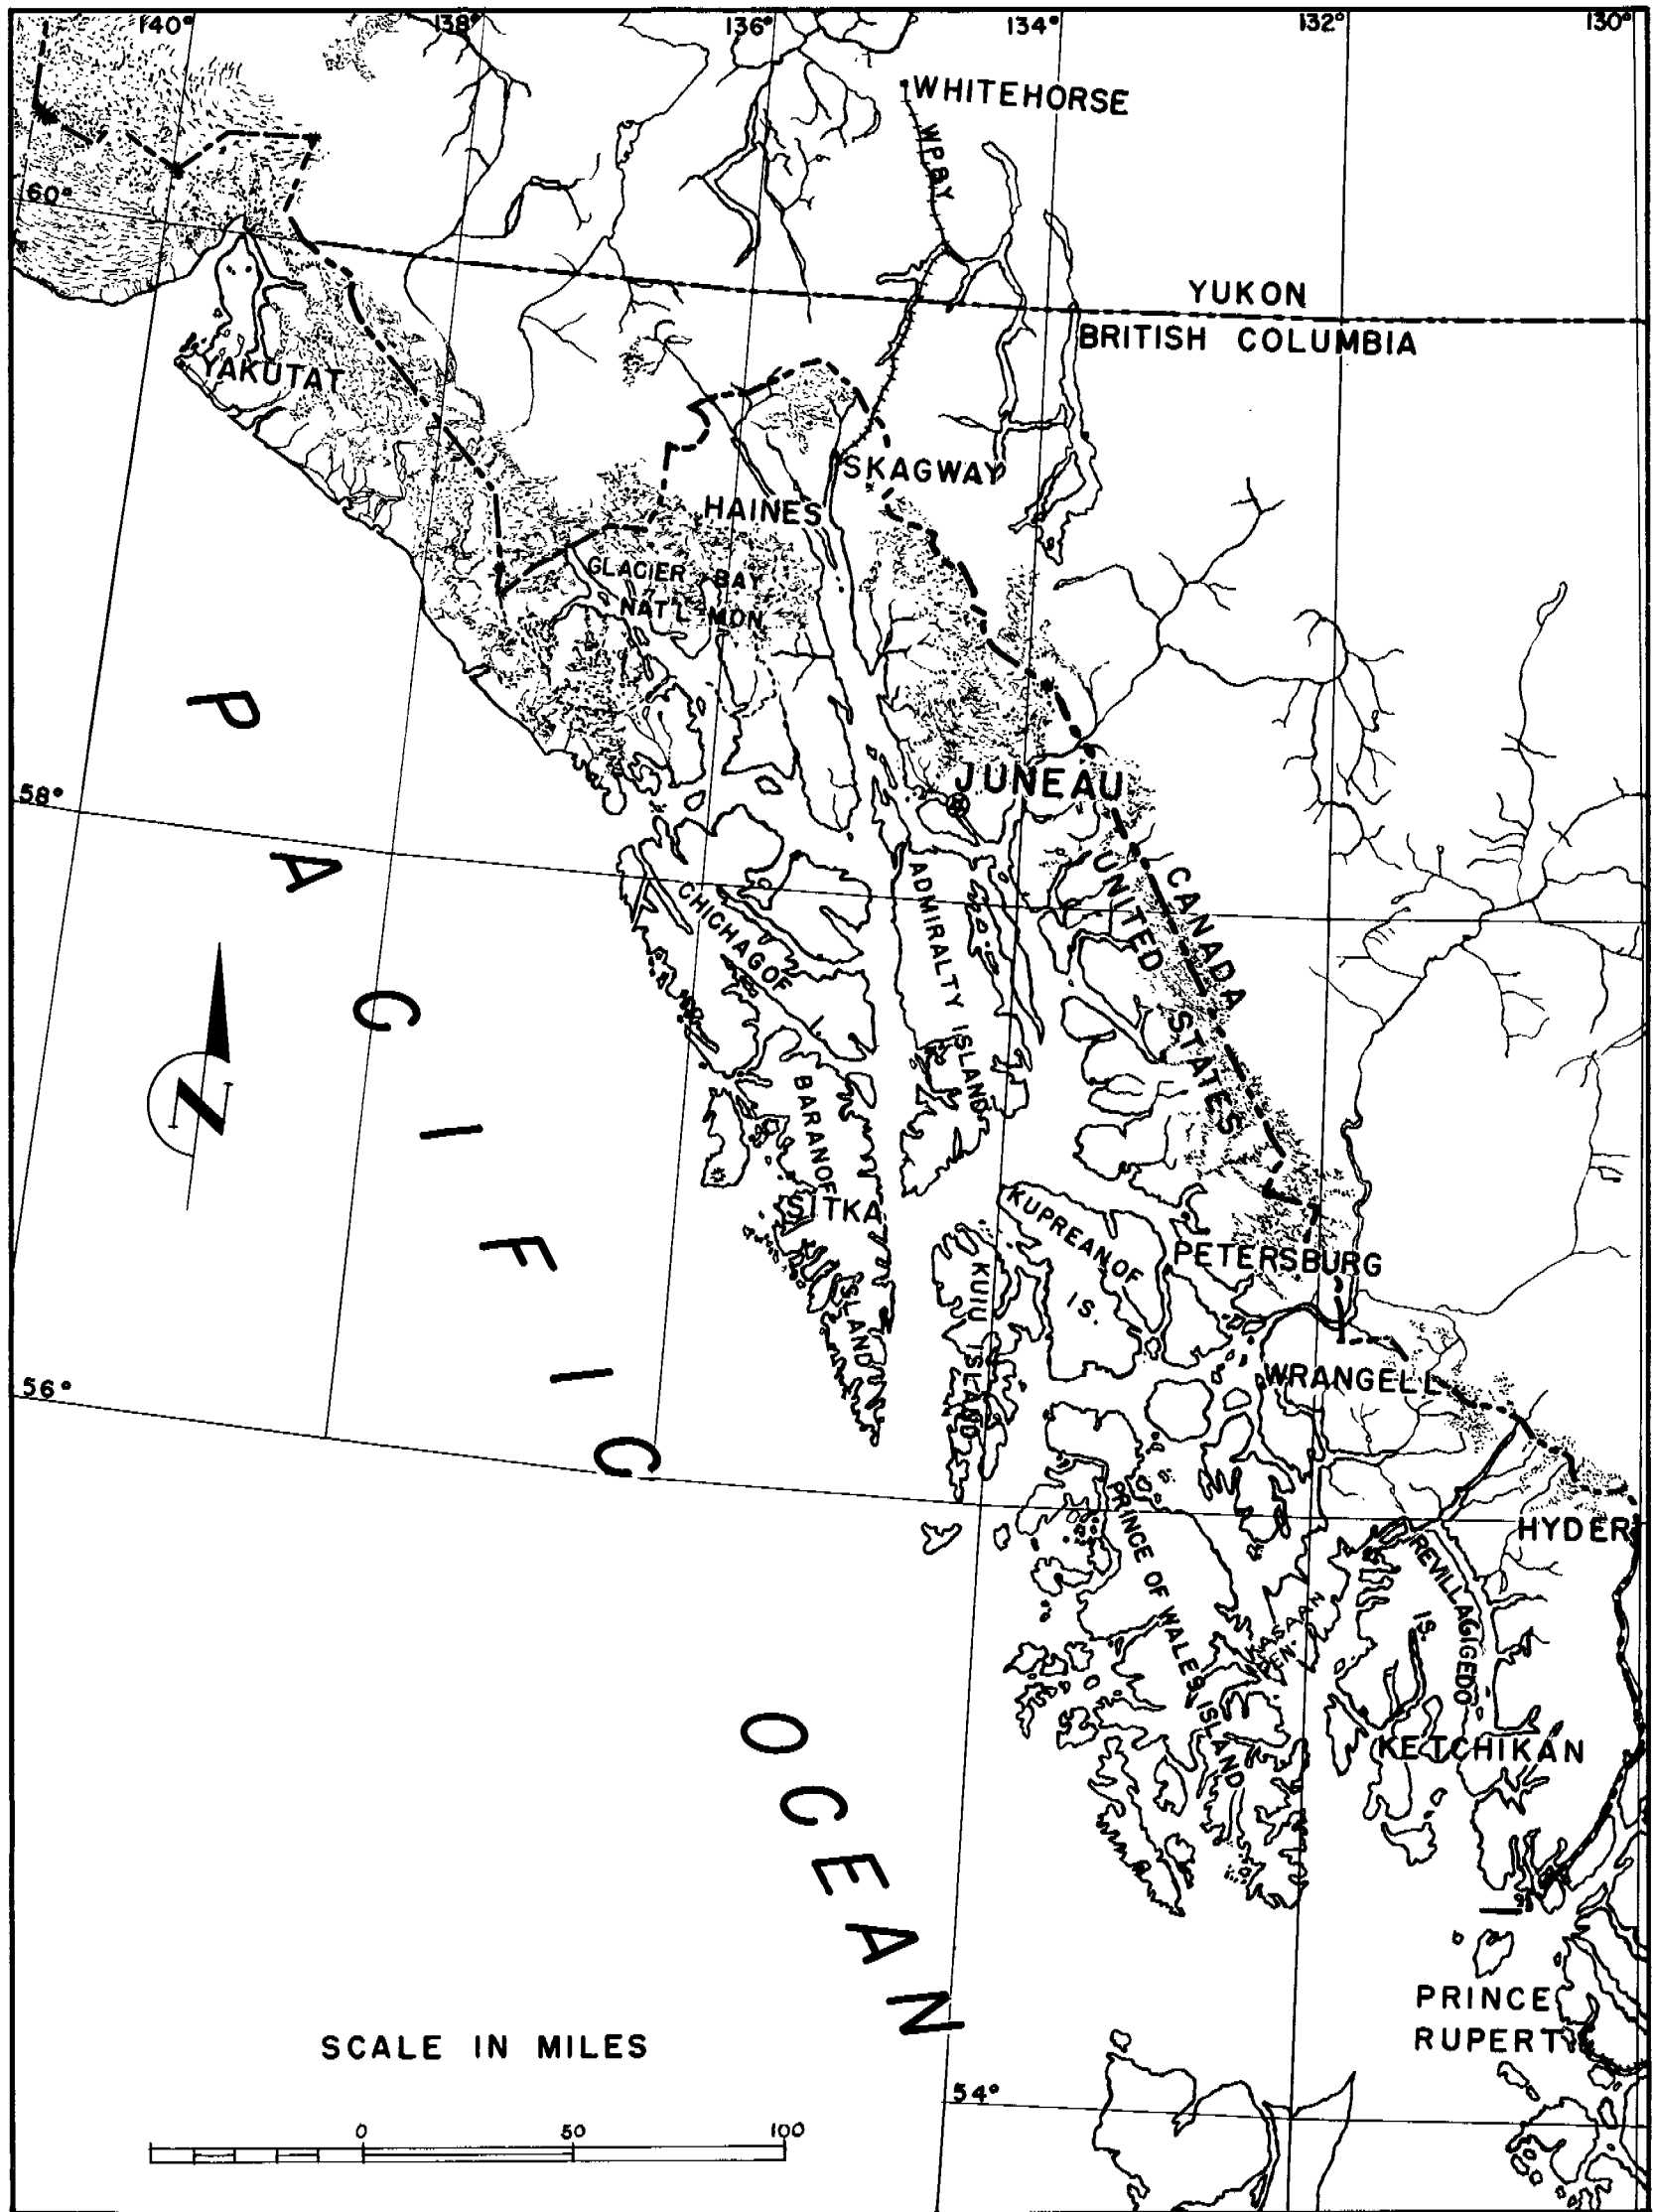 140° 138° 136° 134° 132° 130°
WHITEHORSE
WP&Y
60°
YUKON
BRITISH COLUMBIA
YAKUTAT
SKAGWAY
HAINES
GLACIER BAY
NAT'L MON
JUNEAU
58°
CANADA
UNITED STATES
CHICHAGOF
ADMIRALTY ISLAND
BARANOF
ISLAND
SITKA
KUPREANOF
IS.
KUIU ISLAND
PETERSBURG
WRANGELL
56°
HYDER
PRINCE OF WALES ISLAND
KASAAN
PEN.
REVILLAGIGEDO
IS.
KETCHIKAN
PACIFIC
OCEAN
N
PRINCE
RUPERT
54°
SCALE IN MILES
0 50 100